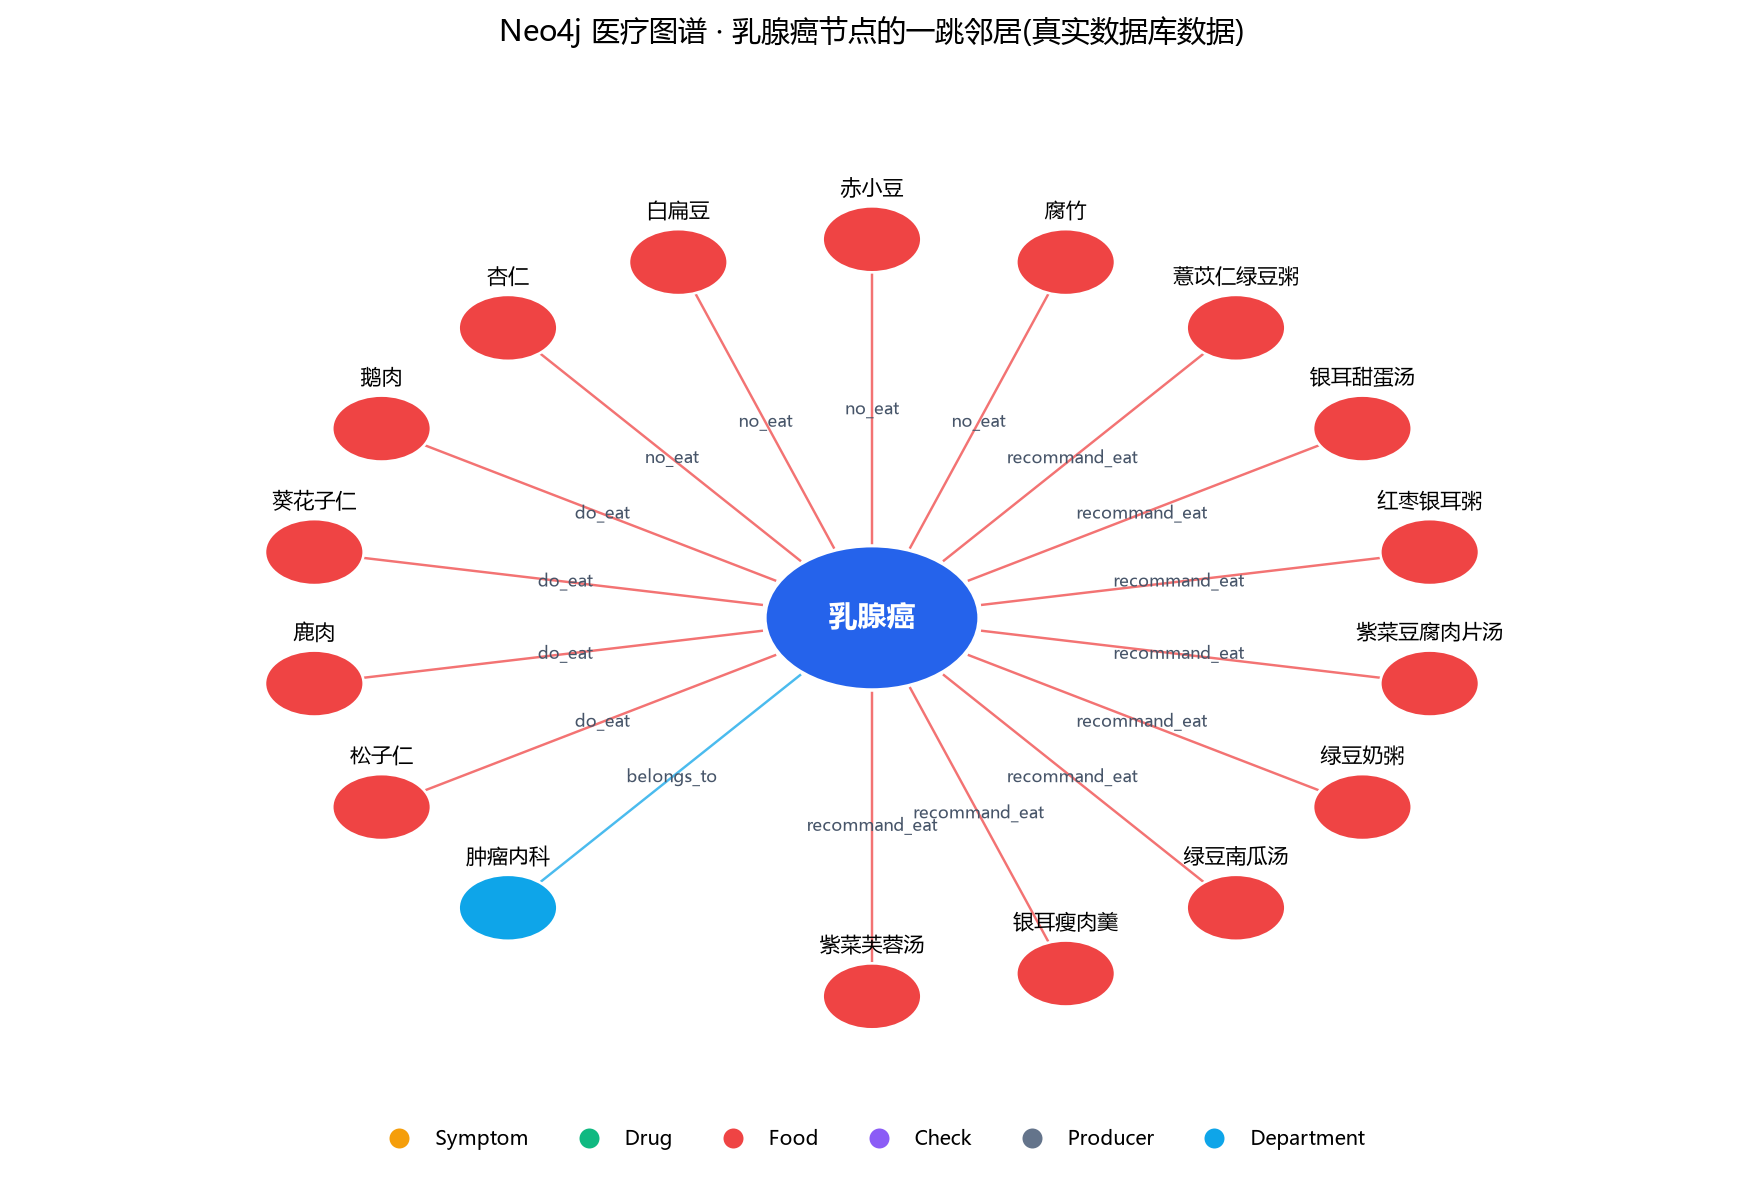 Neo4j 医疗图谱 · 乳腺癌节点的一跳邻居(真实数据库数据)
赤小豆
白扁豆
腐竹
杏仁
薏苡仁绿豆粥
鹅肉
银耳甜蛋汤
no_eat
no_eat
no_eat
no_eat
recommand_eat
葵花子仁
红枣银耳粥
do_eat
recommand_eat
do_eat
recommand_eat
乳腺癌
鹿肉
紫菜豆腐肉片汤
do_eat
recommand_eat
do_eat
recommand_eat
松子仁
绿豆奶粥
belongs_to
recommand_eat
recommand_eat
recommand_eat
肿瘤内科
绿豆南瓜汤
银耳瘦肉羹
紫菜芙蓉汤
Symptom
Drug
Food
Check
Producer
Department